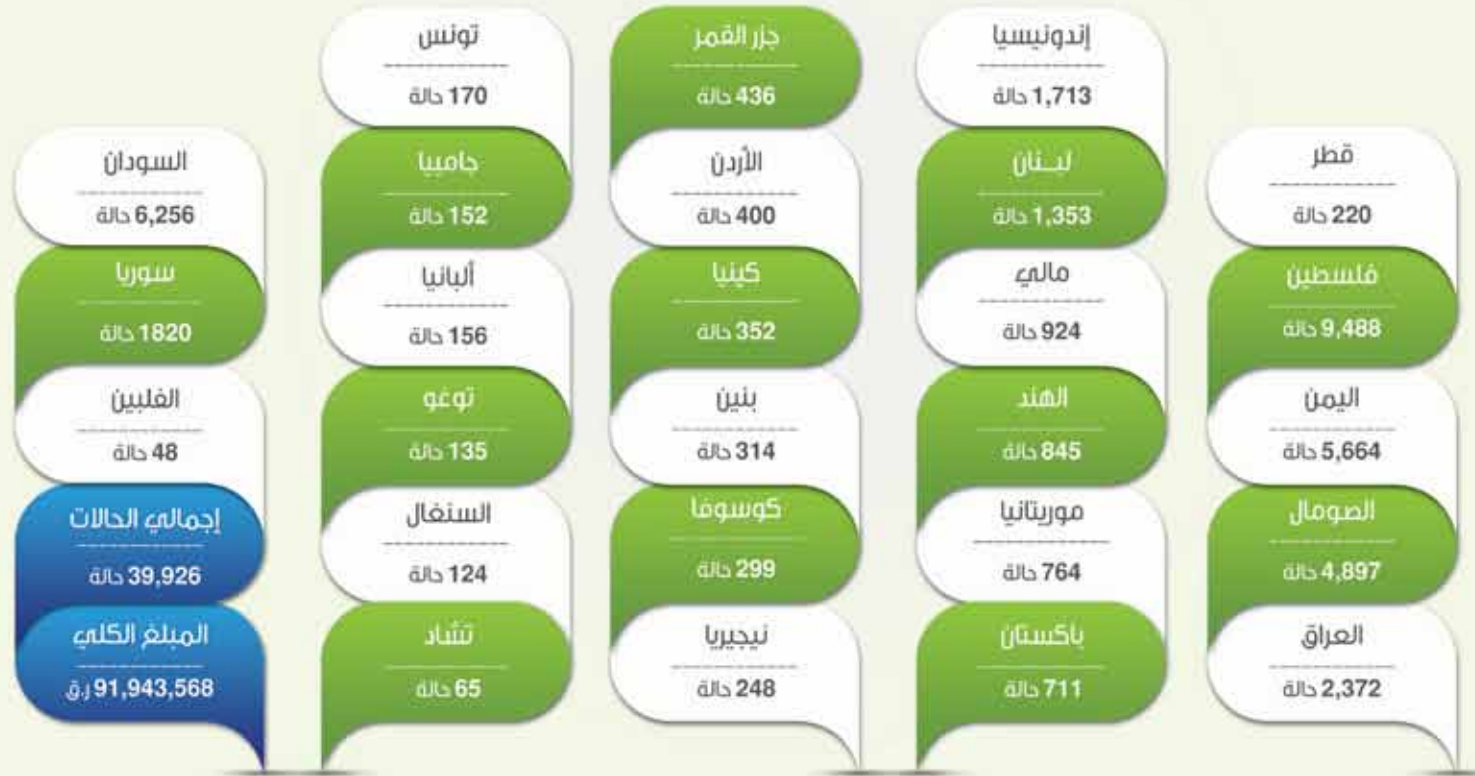 قطر
220 حالة
فلسطين
9,488 حالة
اليمن
5,664 حالة
الصومال
4,897 حالة
العراق
2,372 حالة
إندونيسيا
1,713 حالة
لبــنان
1,353 حالة
مالي
924 حالة
الهند
845 حالة
موريتانيا
764 حالة
باكستان
711 حالة
جزر القمر
436 حالة
الأردن
400 حالة
كينيا
352 حالة
بنين
314 حالة
كوسوفا
299 حالة
نيجيريا
248 حالة
تونس
170 حالة
جامبيا
152 حالة
ألبانيا
156 حالة
توغو
135 حالة
السنغال
124 حالة
تشاد
65 حالة
السودان
6,256 حالة
سوريا
1820 حالة
الفلبين
48 حالة
إجمالي الحالات
39,926 حالة
المبلغ الكلي
91,943,568 ر.ق